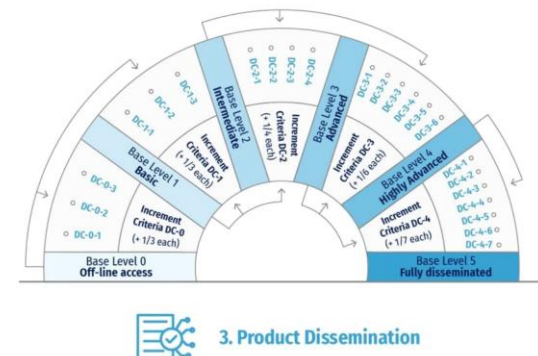 Base Level 0
Off-line access
DC-0-1
DC-0-2
DC-0-3
Increment
Criteria DC-0
(+ 1/3 each)
Base Level 1
Basic
DC-1-1
DC-1-2
DC-1-3
Increment
Criteria DC-1
(+ 1/3 each)
Base Level 2
Intermediate
DC-2-1
DC-2-2
DC-2-3
DC-2-4
Increment
Criteria DC-2
(+ 1/4 each)
Base Level 3
Advanced
DC-3-1
DC-3-2
DC-3-3
DC-3-4
DC-3-5
DC-3-6
Increment
Criteria DC-3
(+ 1/6 each)
Base Level 4
Highly Advanced
DC-4-1
DC-4-2
DC-4-3
DC-4-4
DC-4-5
DC-4-6
DC-4-7
Increment
Criteria DC-4
(+ 1/7 each)
Base Level 5
Fully disseminated
3. Product Dissemination